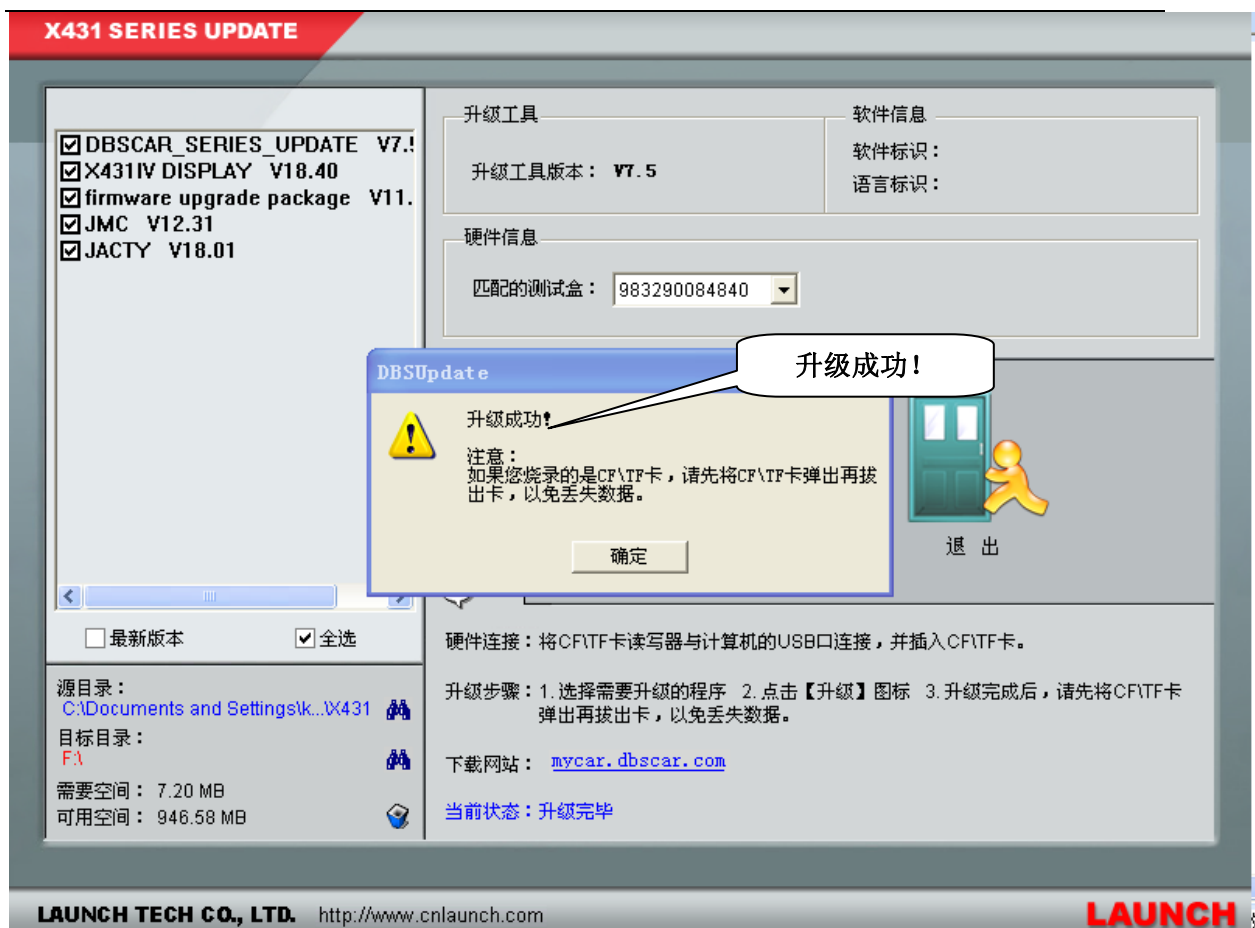 X431 SERIES UPDATE
DBSCAR_SERIES_UPDATE V7.
X431IV DISPLAY V18.40
firmware upgrade package V11.
JMC V12.31
JACTY V18.01
最新版本
全选
源目录：
C:\Documents and Settings\k...\X431
目标目录：
F:\
需要空间： 7.20 MB
可用空间： 946.58 MB
升级工具
升级工具版本： V7.5
软件信息
软件标识：
语言标识：
硬件信息
匹配的测试盒： 983290084840
升级成功！
DBSUpdate
升级成功!
注意：
如果您烧录的是CF\TF卡，请先将CF\TF卡弹出再拔
出卡，以免丢失数据。
确定
退 出
硬件连接：将CF\TF卡读写器与计算机的USB口连接，并插入CF\TF卡。
升级步骤：1.选择需要升级的程序 2.点击【升级】图标 3.升级完成后，请先将CF\TF卡
弹出再拔出卡，以免丢失数据。
下载网站： mycar.dbscar.com
当前状态：升级完毕
LAUNCH TECH CO., LTD. http://www.cnlaunch.com
LAUNCH